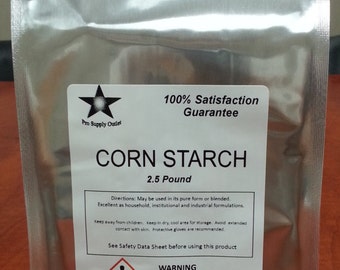 100% Satisfaction
Guarantee
Pro Supply Outlet
CORN STARCH
2.5 Pound
Directions: May be used in its pure form or blended.
Excellent as household, institutional and industrial formulations.
Keep away from children. Keep in dry, cool area for storage. Avoid extended
contact with skin. Protective gloves are recommended.
See Safety Data Sheet before using this product
WARNING